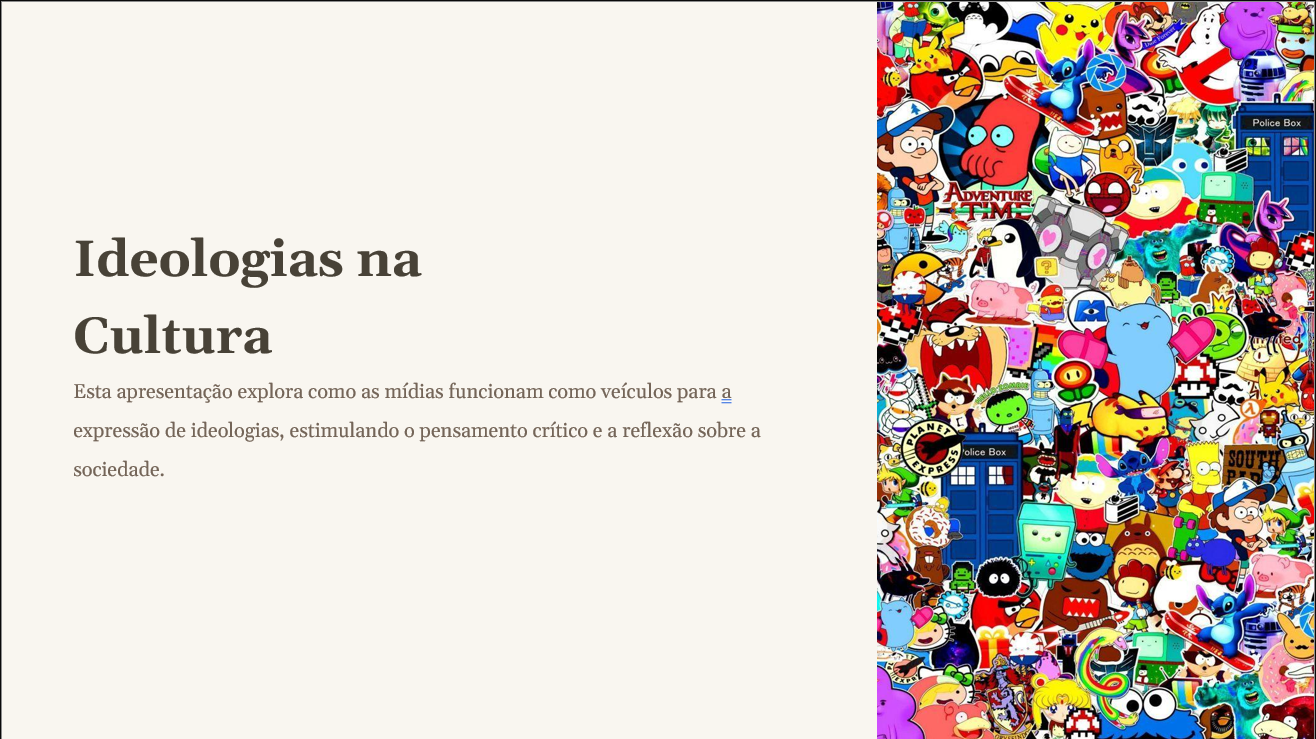 Ideologias na
Cultura
Esta apresentação explora como as mídias funcionam como veículos para a
expressão de ideologias, estimulando o pensamento crítico e a reflexão sobre a
sociedade.
Police Box
ADVENTURE
TIME
PLANET
EXPRESS
olice Box
SOUTH